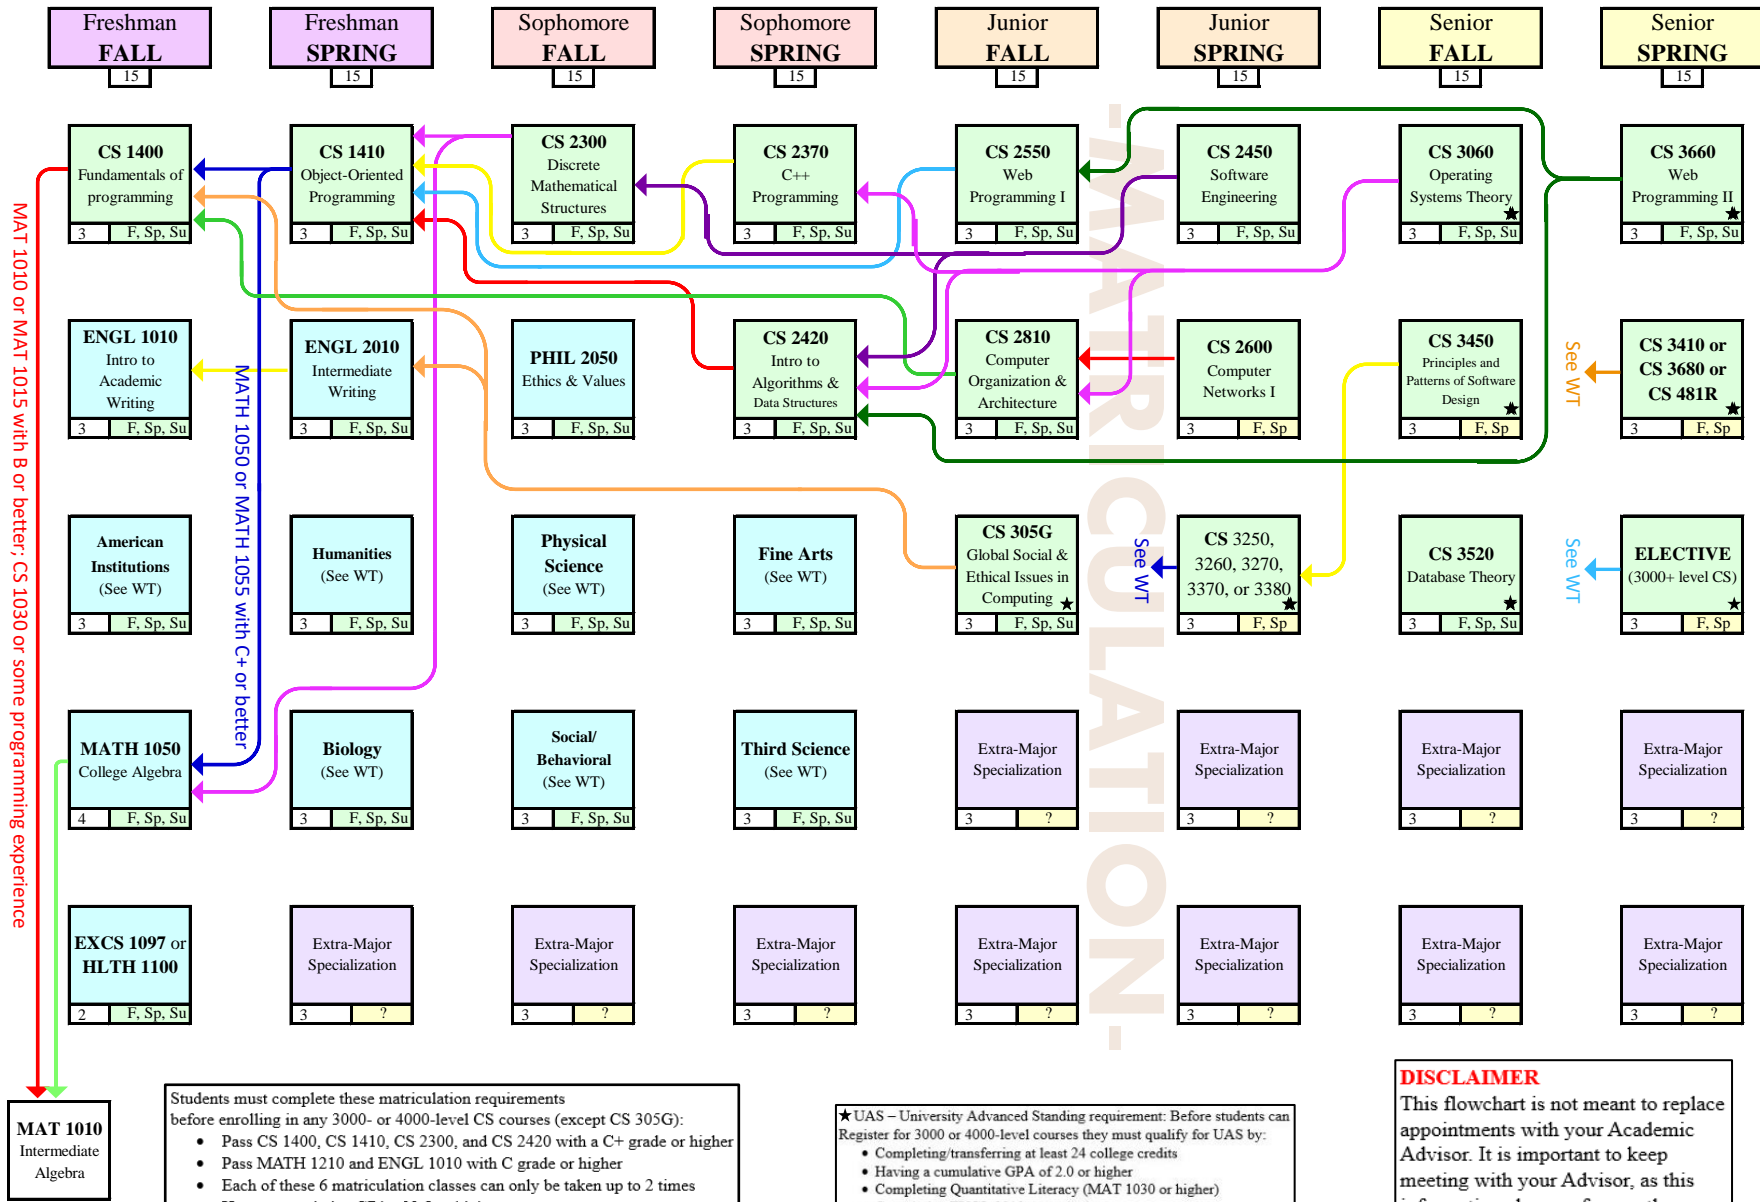 Freshman
FALL
15
Freshman
SPRING
15
Sophomore
FALL
15
Sophomore
SPRING
15
Junior
FALL
15
Junior
SPRING
15
Senior
FALL
15
Senior
SPRING
15
CS 1400
Fundamentals of
programming
3 F, Sp, Su
CS 1410
Object-Oriented
Programming
3 F, Sp, Su
CS 2300
Discrete
Mathematical
Structures
3 F, Sp, Su
CS 2370
C++
Programming
3 F, Sp, Su
CS 2550
Web
Programming I
3 F, Sp, Su
CS 2450
Software
Engineering
3 F, Sp, Su
CS 3060
Operating
Systems Theory
3 F, Sp, Su
CS 3660
Web
Programming II
3 F, Sp, Su
ENGL 1010
Intro to
Academic
Writing
3 F, Sp, Su
ENGL 2010
Intermediate
Writing
3 F, Sp, Su
PHIL 2050
Ethics & Values
3 F, Sp, Su
CS 2420
Intro to
Algorithms &
Data Structures
3 F, Sp, Su
CS 2810
Computer
Organization &
Architecture
3 F, Sp, Su
CS 2600
Computer
Networks I
3 F, Sp
CS 3450
Principles and
Patterns of Software
Design
3 F, Sp
See WT
CS 3410 or
CS 3680 or
CS 481R
3 F, Sp
American
Institutions
(See WT)
3 F, Sp, Su
Humanities
(See WT)
3 F, Sp, Su
Physical
Science
(See WT)
3 F, Sp, Su
Fine Arts
(See WT)
3 F, Sp, Su
CS 305G
Global Social &
Ethical Issues in
Computing
3 F, Sp, Su
See WT
CS 3250,
3260, 3270,
3370, or 3380
3 F, Sp
CS 3520
Database Theory
3 F, Sp, Su
See WT
ELECTIVE
(3000+ level CS)
3 F, Sp
MATH 1050
College Algebra
4 F, Sp, Su
Biology
(See WT)
3 F, Sp, Su
Social/
Behavioral
(See WT)
3 F, Sp, Su
Third Science
(See WT)
3 F, Sp, Su
Extra-Major
Specialization
3 ?
Extra-Major
Specialization
3 ?
Extra-Major
Specialization
3 ?
Extra-Major
Specialization
3 ?
EXCS 1097 or
HLTH 1100
2 F, Sp, Su
Extra-Major
Specialization
3 ?
Extra-Major
Specialization
3 ?
Extra-Major
Specialization
3 ?
Extra-Major
Specialization
3 ?
Extra-Major
Specialization
3 ?
Extra-Major
Specialization
3 ?
Extra-Major
Specialization
3 ?
MAT 1010 or MAT 1015 with B or better; CS 1030 or some programming experience
MATH 1050 or MATH 1055 with C+ or better
-MATRICULATION-
MAT 1010
Intermediate
Algebra
Students must complete these matriculation requirements
before enrolling in any 3000- or 4000-level CS courses (except CS 305G):
• Pass CS 1400, CS 1410, CS 2300, and CS 2420 with a C+ grade or higher
• Pass MATH 1210 and ENGL 1010 with C grade or higher
• Each of these 6 matriculation classes can only be taken up to 2 times
★ UAS – University Advanced Standing requirement: Before students can
Register for 3000 or 4000-level courses they must qualify for UAS by:
• Completing/transferring at least 24 college credits
• Having a cumulative GPA of 2.0 or higher
• Completing Quantitative Literacy (MAT 1030 or higher)
DISCLAIMER
This flowchart is not meant to replace
appointments with your Academic
Advisor. It is important to keep
meeting with your Advisor, as this